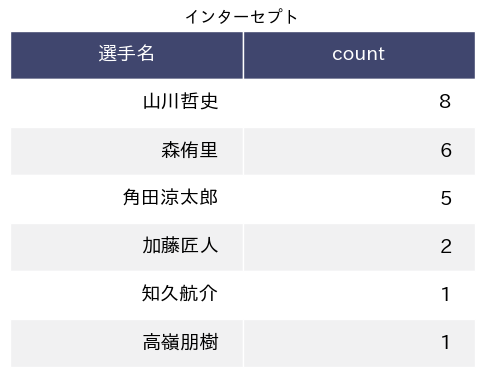 インターセプト
選手名 count
山川哲史 8
森侑里 6
角田涼太郎 5
加藤匠人 2
知久航介 1
高嶺朋樹 1